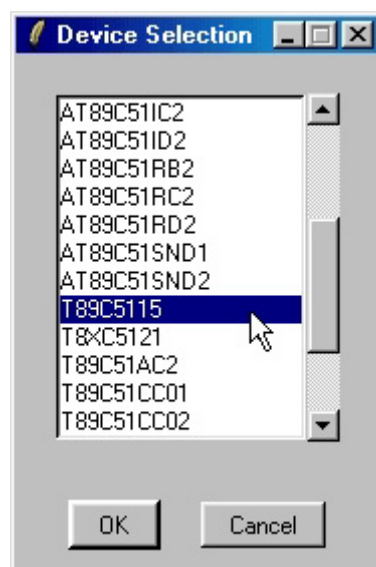 Device Selection
AT89C51IC2
AT89C51ID2
AT89C51RB2
AT89C51RC2
AT89C51RD2
AT89C51SND1
AT89C51SND2
T89C5115
T8XC5121
T89C51AC2
T89C51CC01
T89C51CC02
OK
Cancel